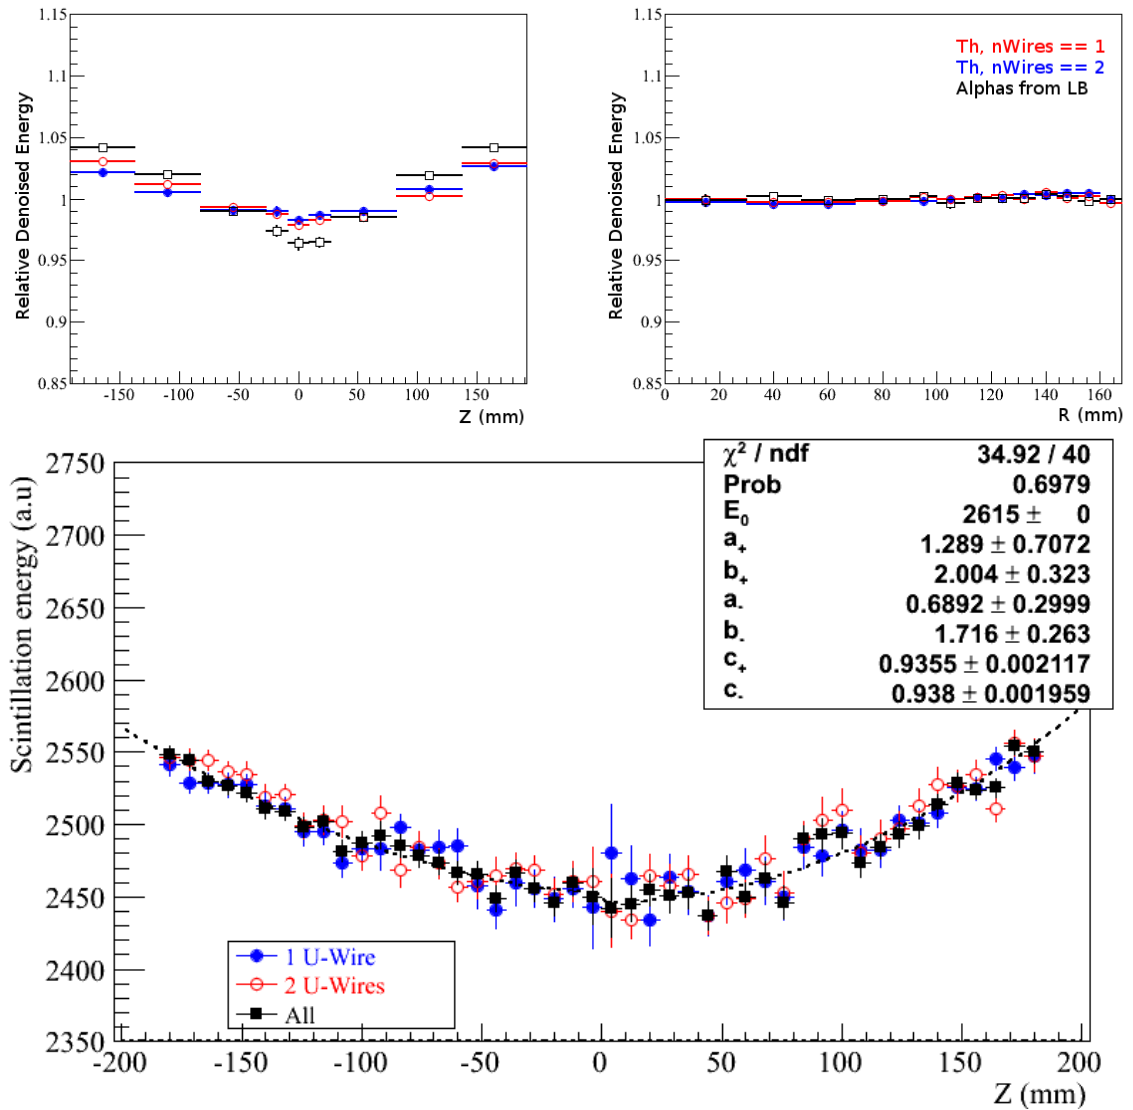 1.15
1.1
1.05
1
0.95
0.9
0.85
Relative Denoised Energy
-150 -100 -50 0 50 100 150
Z (mm)
1.15
1.1
1.05
1
0.95
0.9
0.85
Relative Denoised Energy
Th, nWires == 1
Th, nWires == 2
Alphas from LB
0 20 40 60 80 100 120 140 160
R (mm)
2750
2700
2650
2600
2550
2500
2450
2400
2350
Scintillation energy (a.u)
χ² / ndf 34.92 / 40
Prob 0.6979
E₀ 2615 ± 0
a₊ 1.289 ± 0.7072
b₊ 2.004 ± 0.323
a₋ 0.6892 ± 0.2999
b₋ 1.716 ± 0.263
c₊ 0.9355 ± 0.002117
c₋ 0.938 ± 0.001959
1 U-Wire
2 U-Wires
All
-200 -150 -100 -50 0 50 100 150 200
Z (mm)